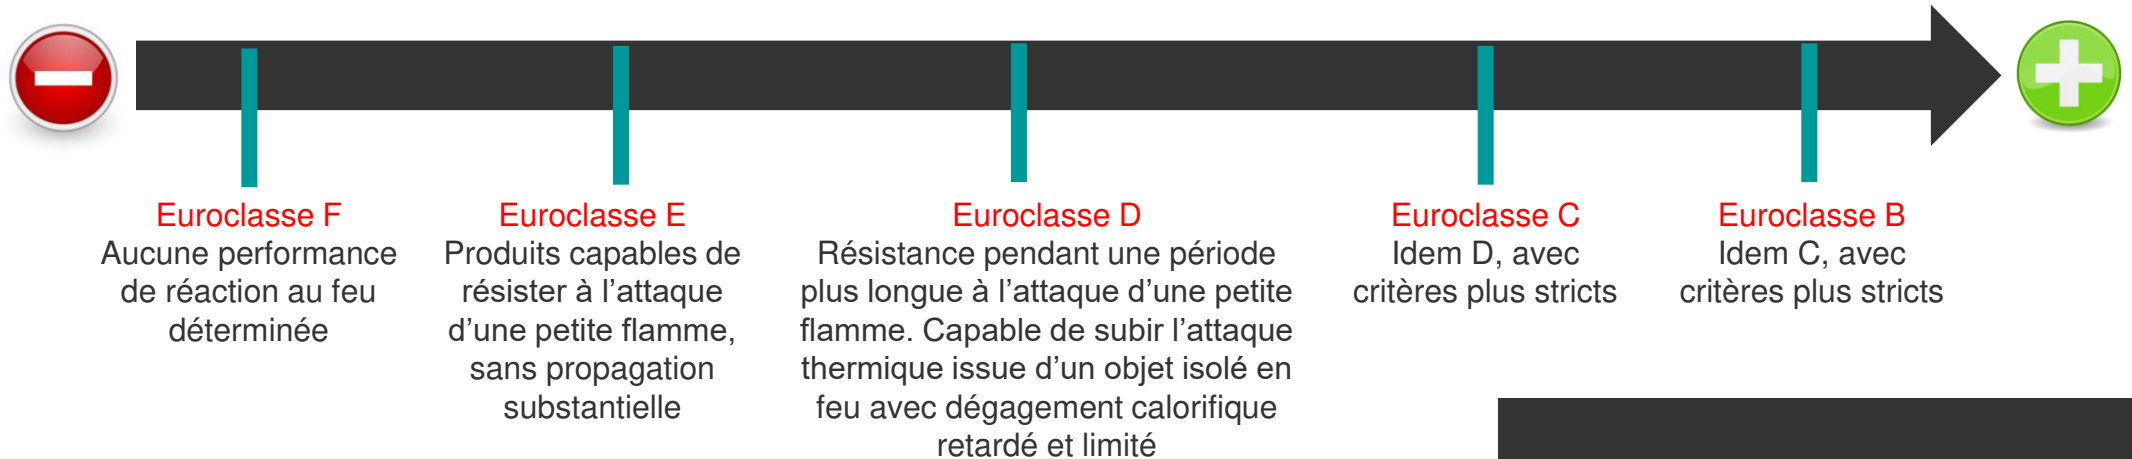 Euroclasse F
Aucune performance
de réaction au feu
déterminée
Euroclasse E
Produits capables de
résister à l’attaque
d’une petite flamme,
sans propagation
substantielle
Euroclasse D
Résistance pendant une période
plus longue à l’attaque d’une petite
flamme. Capable de subir l’attaque
thermique issue d’un objet isolé en
feu avec dégagement calorifique
retardé et limité
Euroclasse C
Idem D, avec
critères plus stricts
Euroclasse B
Idem C, avec
critères plus stricts